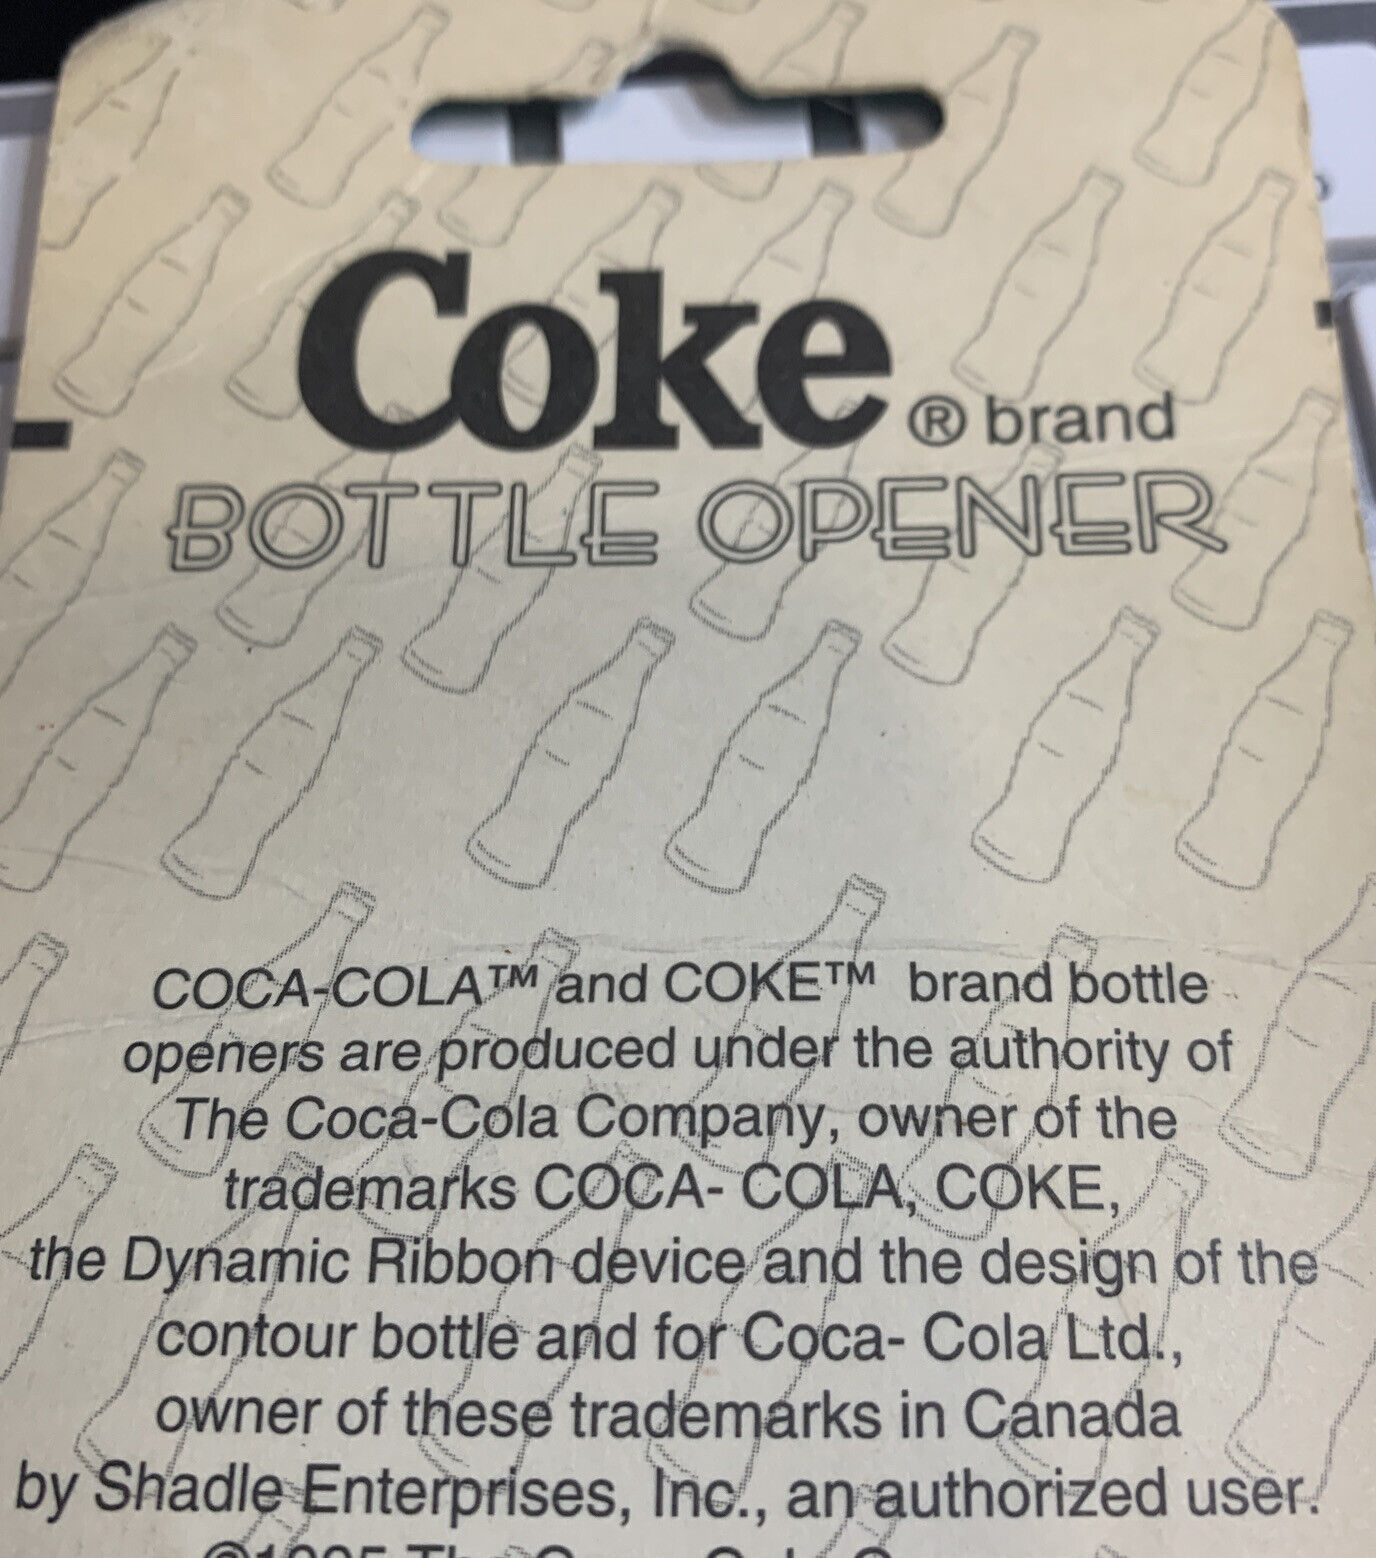 Coke ® brand
BOTTLE OPENER
COCA-COLA™ and COKE™ brand bottle
openers are produced under the authority of
The Coca-Cola Company, owner of the
trademarks COCA- COLA, COKE,
the Dynamic Ribbon device and the design of the
contour bottle and for Coca- Cola Ltd.,
owner of these trademarks in Canada
by Shadle Enterprises, Inc., an authorized user.